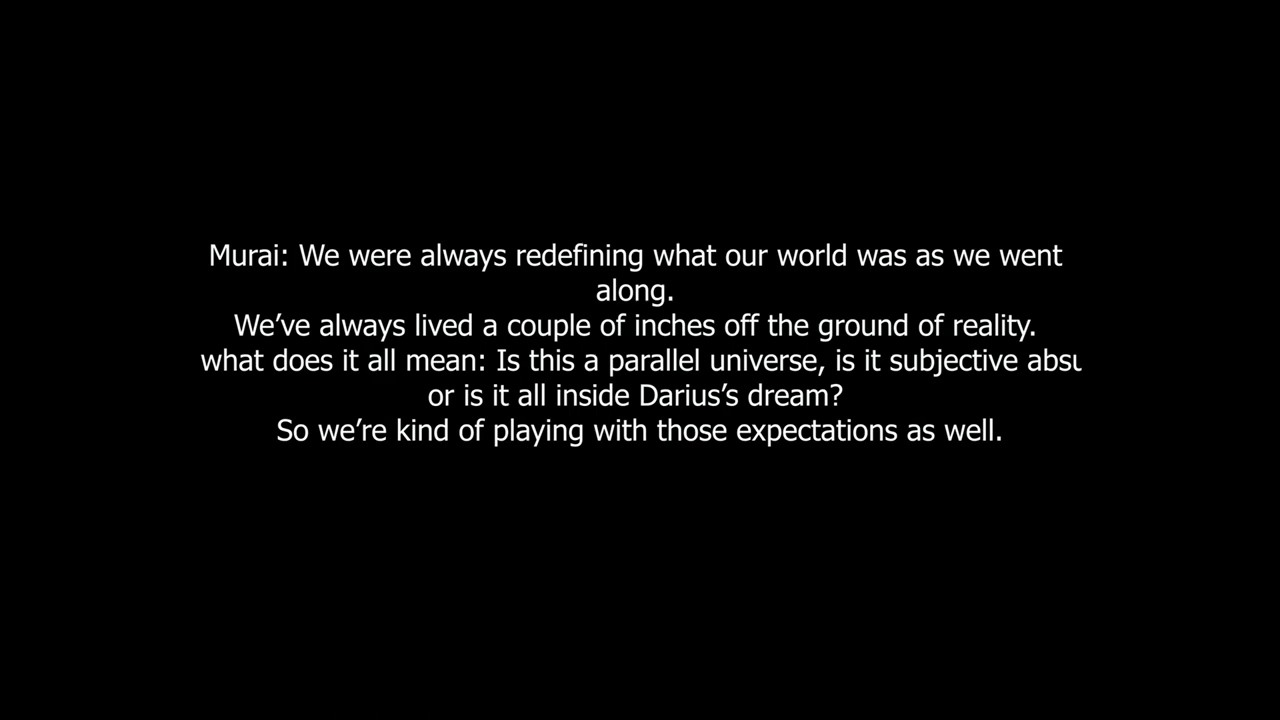 Murai: We were always redefining what our world was as we went
along.
We’ve always lived a couple of inches off the ground of reality.
what does it all mean: Is this a parallel universe, is it subjective
or is it all inside Darius’s dream?
So we’re kind of playing with those expectations as well.